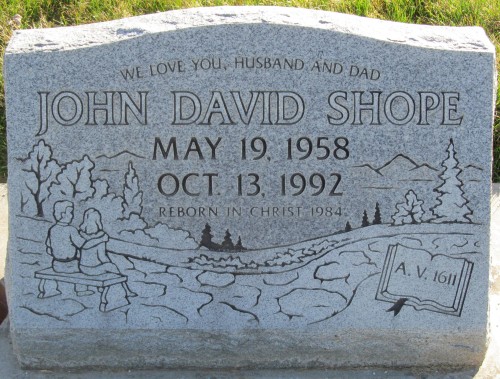 WE LOVE YOU, HUSBAND AND DAD
JOHN DAVID SHOPE
MAY 19, 1958
OCT. 13, 1992
REBORN IN CHRIST 1984
A. V. 1611